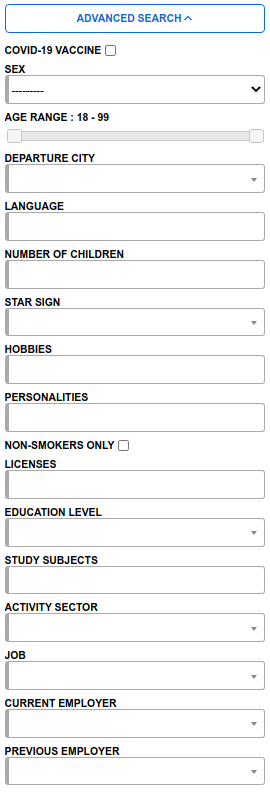 ADVANCED SEARCH
COVID-19 VACCINE
SEX
---------
AGE RANGE : 18 - 99
DEPARTURE CITY
LANGUAGE
NUMBER OF CHILDREN
STAR SIGN
HOBBIES
PERSONALITIES
NON-SMOKERS ONLY
LICENSES
EDUCATION LEVEL
STUDY SUBJECTS
ACTIVITY SECTOR
JOB
CURRENT EMPLOYER
PREVIOUS EMPLOYER